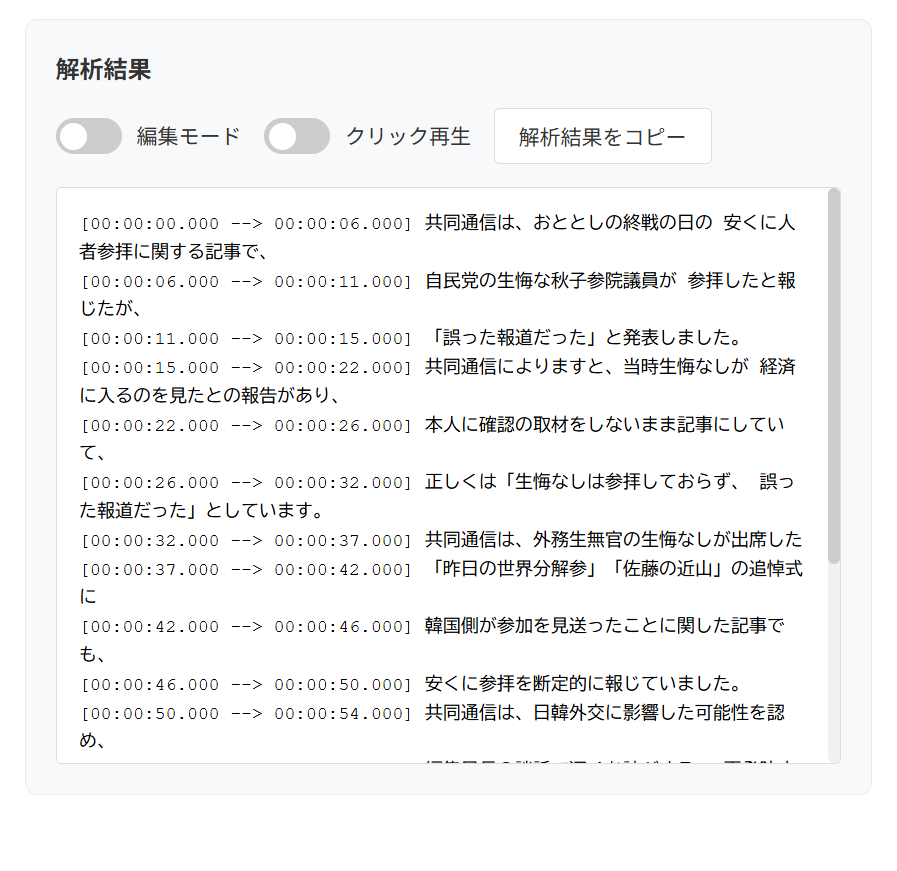 解析結果
編集モード クリック再生 解析結果をコピー
[00:00:00.000 --> 00:00:06.000] 共同通信は、おととしの終戦の日の 安くに人
者参拝に関する記事で、
[00:00:06.000 --> 00:00:11.000] 自民党の生悔な秋子参院議員が 参拝したと報
じたが、
[00:00:11.000 --> 00:00:15.000] 「誤った報道だった」と発表しました。
[00:00:15.000 --> 00:00:22.000] 共同通信によりますと、当時生悔なしが 経済
に入るのを見たとの報告があり、
[00:00:22.000 --> 00:00:26.000] 本人に確認の取材をしないまま記事にしてい
て、
[00:00:26.000 --> 00:00:32.000] 正しくは「生悔なしは参拝しておらず、 誤っ
た報道だった」としています。
[00:00:32.000 --> 00:00:37.000] 共同通信は、外務生無官の生悔なしが出席した
[00:00:37.000 --> 00:00:42.000] 「昨日の世界分解参」「佐藤の近山」の追悼式
に
[00:00:42.000 --> 00:00:46.000] 韓国側が参加を見送ったことに関した記事で
も、
[00:00:46.000 --> 00:00:50.000] 安くに参拝を断定的に報じていました。
[00:00:50.000 --> 00:00:54.000] 共同通信は、日韓外交に影響した可能性を認
め、